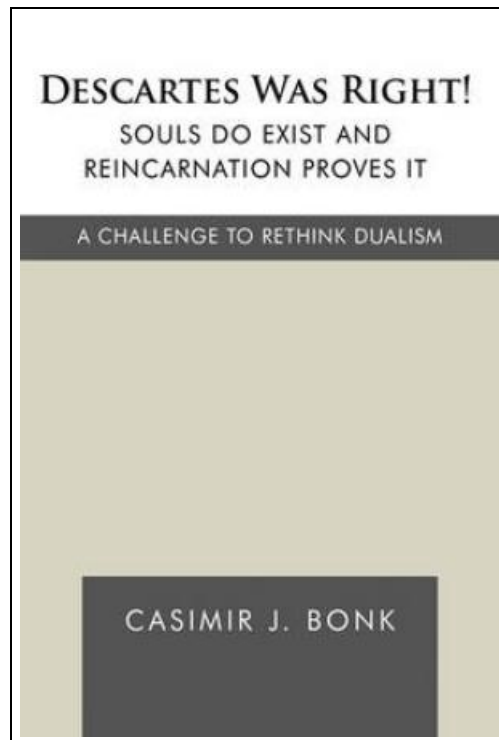 DESCARTES WAS RIGHT!
SOULS DO EXIST AND
REINCARNATION PROVES IT
A CHALLENGE TO RETHINK DUALISM
CASIMIR J. BONK